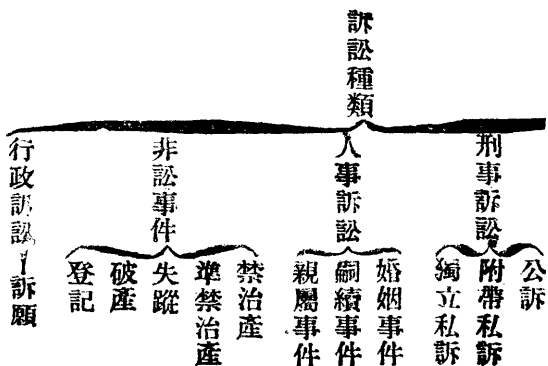 訴訟種類
刑事訴訟
公訴
附帶私訴
獨立私訴
人事訴訟
婚姻事件
嗣續事件
親屬事件
非訟事件
禁治產
準禁治產
失蹤
破產
登記
行政訴訟—訴願